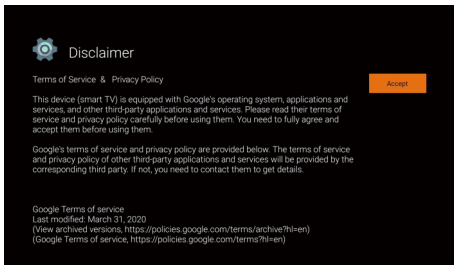 Disclaimer
Terms of Service & Privacy Policy
Accept
This device (smart TV) is equipped with Google's operating system, applications and
services, and other third-party applications and services. Please read their terms of
service and privacy policy carefully before using them. You need to fully agree and
accept them before using them.
Google's terms of service and privacy policy are provided below. The terms of service
and privacy policy of other third-party applications and services will be provided by the
corresponding third party. If not, you need to contact them to get details.
Google Terms of service
Last modified: March 31, 2020
(View archived versions, https://policies.google.com/terms/archive?hl=en)
(Google Terms of service, https://policies.google.com/terms?hl=en)